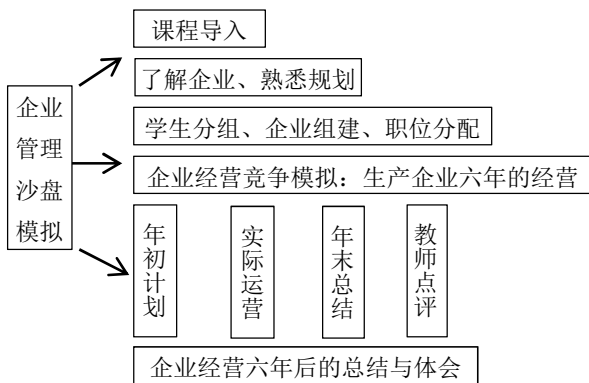 课程导入
了解企业、熟悉规划
学生分组、企业组建、职位分配
企业
管理
沙盘
模拟
企业经营竞争模拟：生产企业六年的经营
年初计划
实际运营
年末总结
教师点评
企业经营六年后的总结与体会